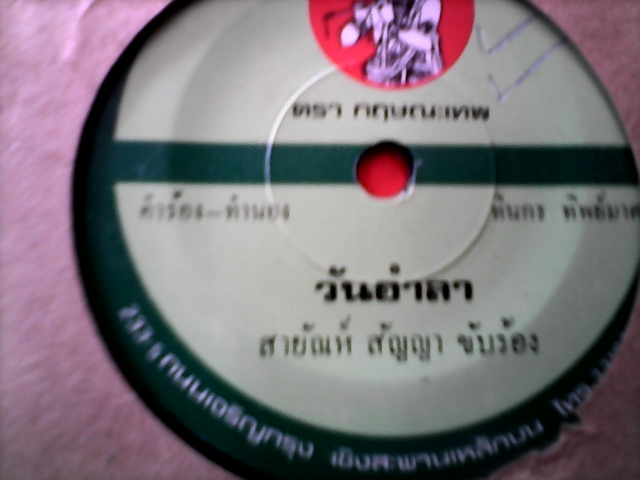 ตรา กฤษณะเทพ
คำร้อง-ทำนอง ทินกร ทิพย์มาศ
วันอำลา
สายัณห์ สัญญา ขับร้อง
ถนนเจริญกรุง เชิงสะพานเหล็กบน